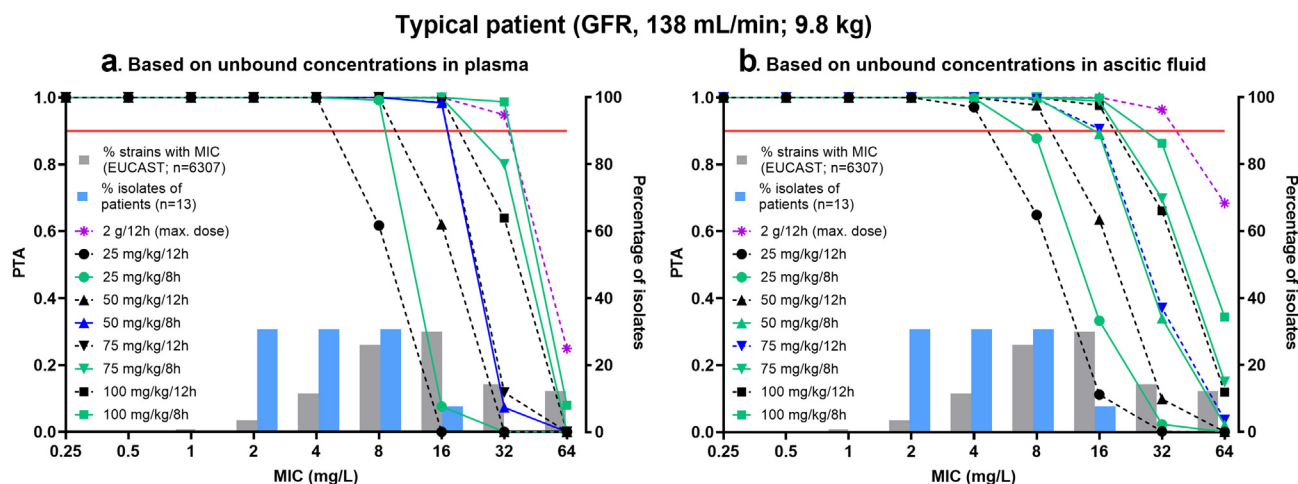 Typical patient (GFR, 138 mL/min; 9.8 kg)
a. Based on unbound concentrations in plasma
1.0
0.8
0.6
0.4
0.2
0.0
PTA
% strains with MIC
(EUCAST; n=6307)
% isolates of
patients (n=13)
2 g/12h (max. dose)
25 mg/kg/12h
25 mg/kg/8h
50 mg/kg/12h
50 mg/kg/8h
75 mg/kg/12h
75 mg/kg/8h
100 mg/kg/12h
100 mg/kg/8h
100
80
60
40
20
0
Percentage of isolates
0.25 0.5 1 2 4 8 16 32 64
MIC (mg/L)
b. Based on unbound concentrations in ascitic fluid
1.0
0.8
0.6
0.4
0.2
0.0
PTA
% strains with MIC
(EUCAST; n=6307)
% isolates of
patients (n=13)
2 g/12h (max. dose)
25 mg/kg/12h
25 mg/kg/8h
50 mg/kg/12h
50 mg/kg/8h
75 mg/kg/12h
75 mg/kg/8h
100 mg/kg/12h
100 mg/kg/8h
100
80
60
40
20
0
Percentage of isolates
0.25 0.5 1 2 4 8 16 32 64
MIC (mg/L)